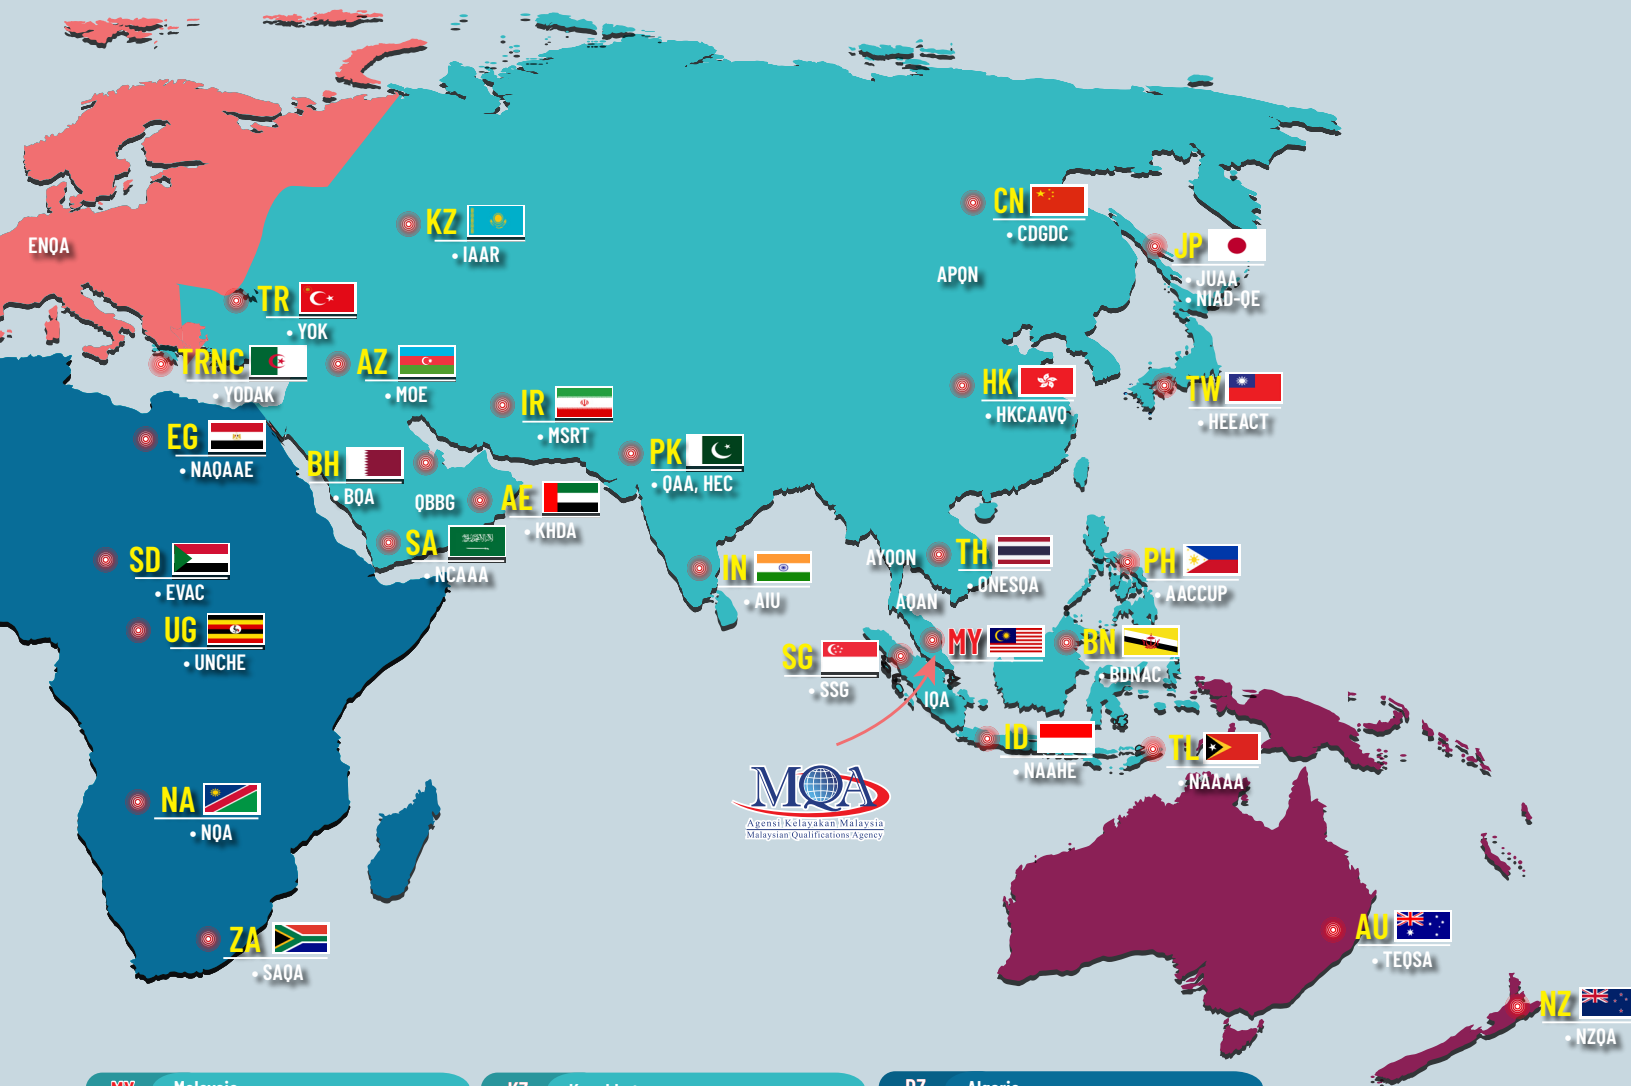 CN
• CDGDC
KZ
• IAAR
ENQA
JP
• JUAA
• NIAD-QE
APQN
TR
• YOK
TRNC
• YODAK
AZ
• MOE
HK
• HKCAAVQ
TW
• HEEACT
IR
• MSRT
EG
• NAQAAE
PK
• QAA, HEC
BH
• BQA
QBBG
AE
• KHDA
SA
• NCAAA
SD
• EVAC
AYQON
TH
• ONESQA
PH
• AACCUP
IN
• AIU
AQAN
UG
• UNCHE
MY
BN
• BDNAC
SG
• SSG
IQA
ID
• NAAHE
TL
• NAAAA
MQA
Agensi Kelayakan Malaysia
Malaysian Qualifications Agency
NA
• NQA
ZA
• SAQA
AU
• TEQSA
NZ
• NZQA
MY Malaysia